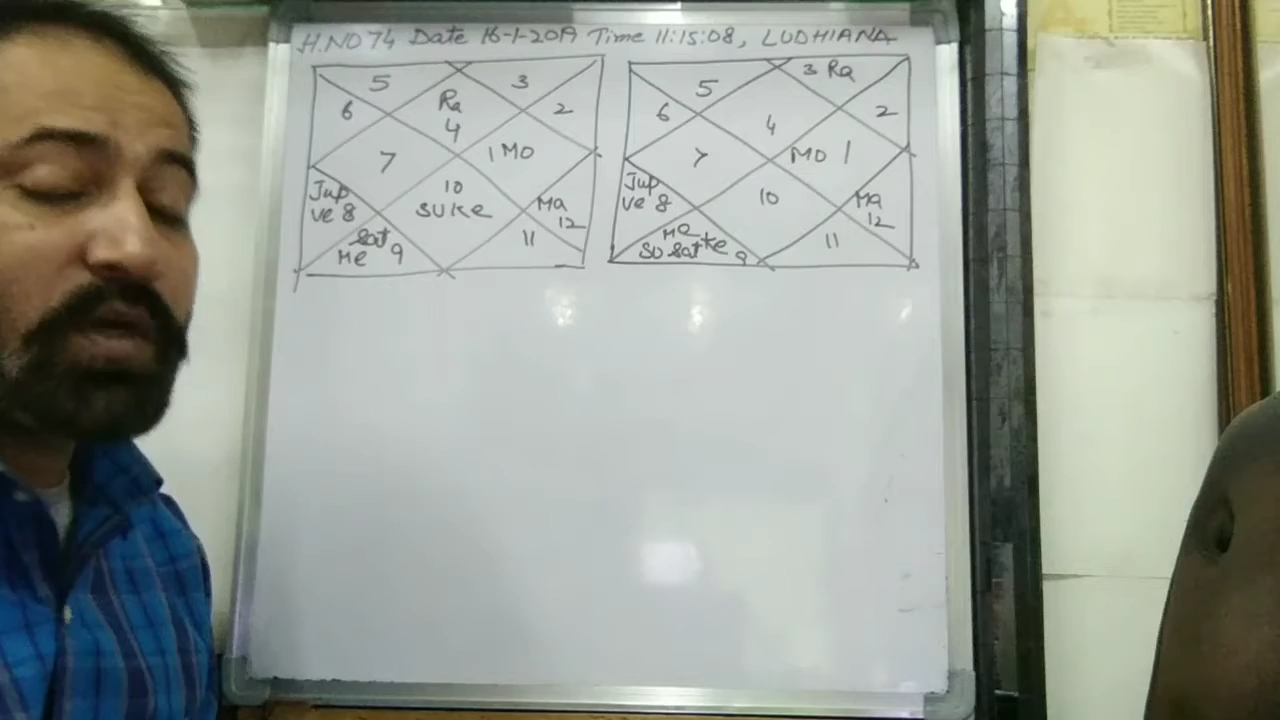 H.NO 74 Date 16-1-2019 Time 11:15:08, LUDHIANA
5 3
6 Ra 4 2
7 1 Mo
Jup ve 8 10 SU Ke Ma 12
Sat Me 9 11
5 3 Ra
6 4 2
7 Mo 1
Jup ve 8 10 Ma 12
Me SU Sat Ke 9 11